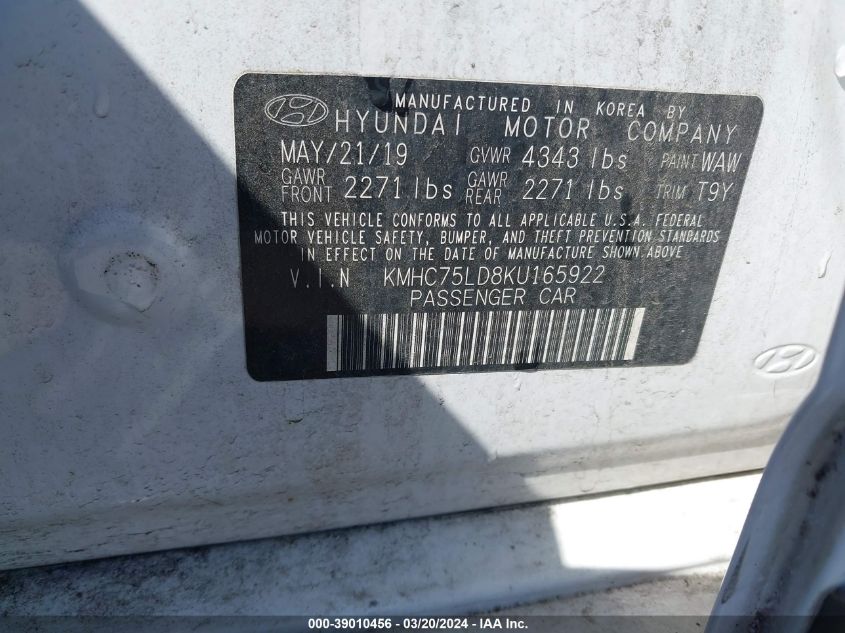 MANUFACTURED IN KOREA BY
HYUNDAI MOTOR COMPANY
MAY/21/19 GVWR 4343 lbs PAINT WAW
GAWR FRONT 2271 lbs GAWR REAR 2271 lbs TRIM T9Y
THIS VEHICLE CONFORMS TO ALL APPLICABLE U.S.A. FEDERAL
MOTOR VEHICLE SAFETY, BUMPER, AND THEFT PREVENTION STANDARDS
IN EFFECT ON THE DATE OF MANUFACTURE SHOWN ABOVE
V.I.N KMHC75LD8KU165922
PASSENGER CAR
000-39010456 - 03/20/2024 - IAAI - Copart, Inc.